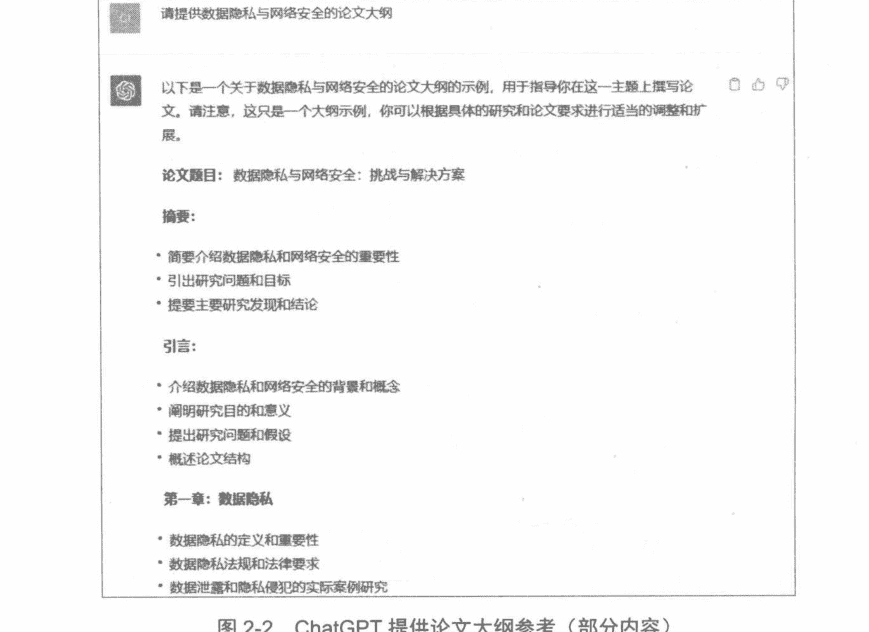 请提供数据隐私与网络安全的论文大纲
以下是一个关于数据隐私与网络安全的论文大纲的示例，用于指导你在这一主题上撰写论
文。请注意，这只是一个大纲示例，你可以根据具体的研究和论文要求进行适当的调整和扩
展。
论文题目： 数据隐私与网络安全：挑战与解决方案
摘要：
• 简要介绍数据隐私和网络安全的重要性
• 引出研究问题和目标
• 提要主要研究发现和结论
引言：
• 介绍数据隐私和网络安全的背景和概念
• 阐明研究目的和意义
• 提出研究问题和假设
• 概述论文结构
第一章：数据隐私
• 数据隐私的定义和重要性
• 数据隐私法规和法律要求
• 数据泄露和隐私侵犯的实际案例研究
图 2-2 ChatGPT 提供论文大纲参考（部分内容）